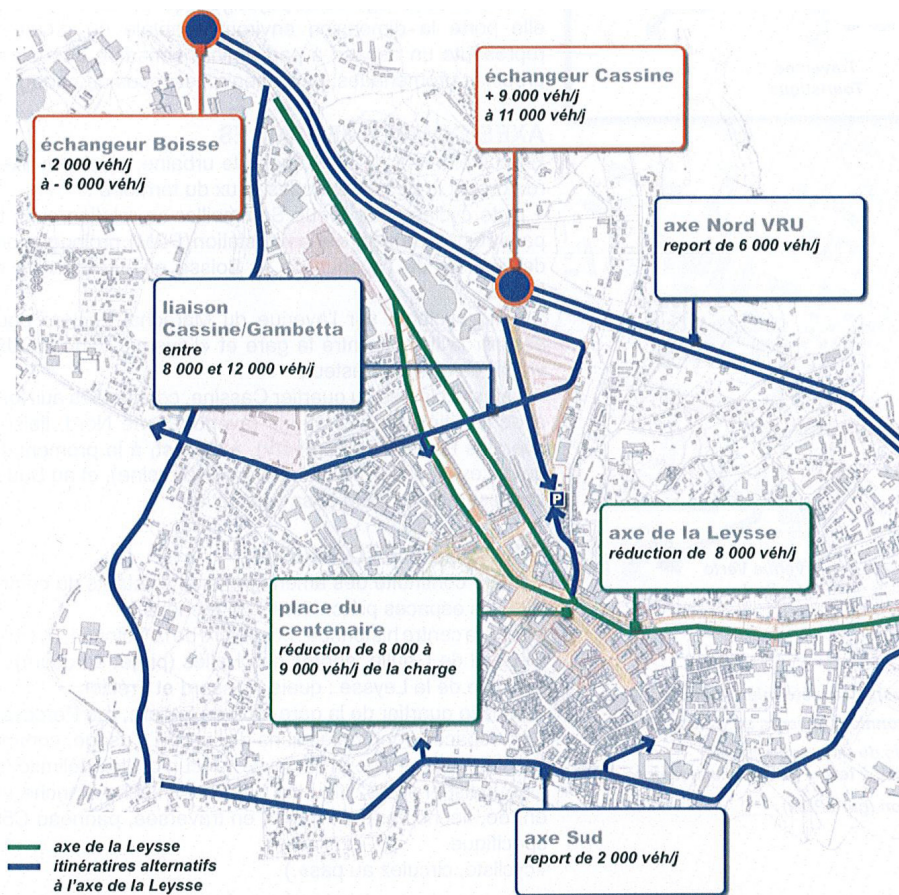 échangeur Cassine
+ 9 000 véh/j
à 11 000 véh/j
échangeur Boisse
- 2 000 véh/j
à - 6 000 véh/j
axe Nord VRU
report de 6 000 véh/j
liaison
Cassine/Gambetta
entre
8 000 et 12 000 véh/j
P
axe de la Leysse
réduction de 8 000 véh/j
place du
centenaire
réduction de 8 000 à
9 000 véh/j de la charge
axe Sud
report de 2 000 véh/j
axe de la Leysse
itinératires alternatifs
à l'axe de la Leysse